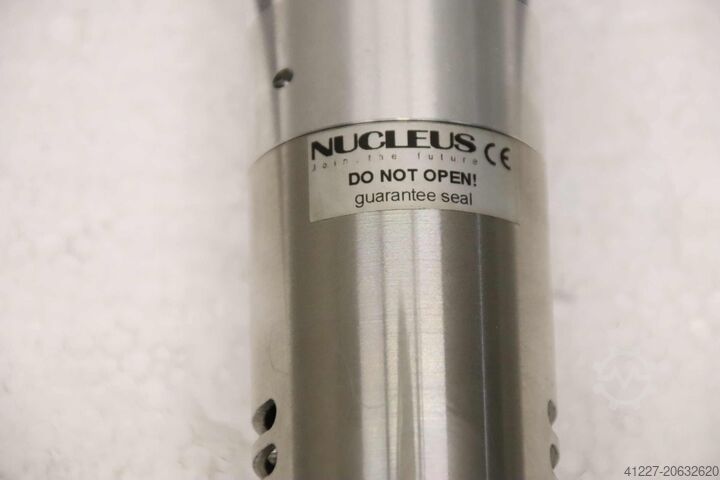 NUCLEUS CE
Join the future
DO NOT OPEN!
guarantee seal
41227-20632620